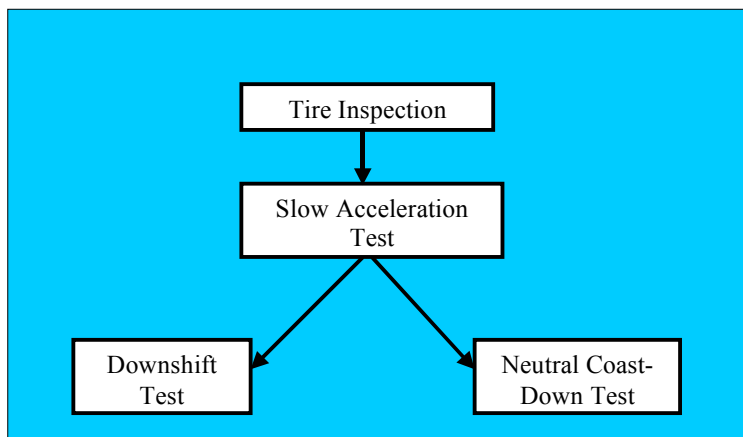 Tire Inspection
Slow Acceleration
Test
Downshift
Test
Neutral Coast-
Down Test